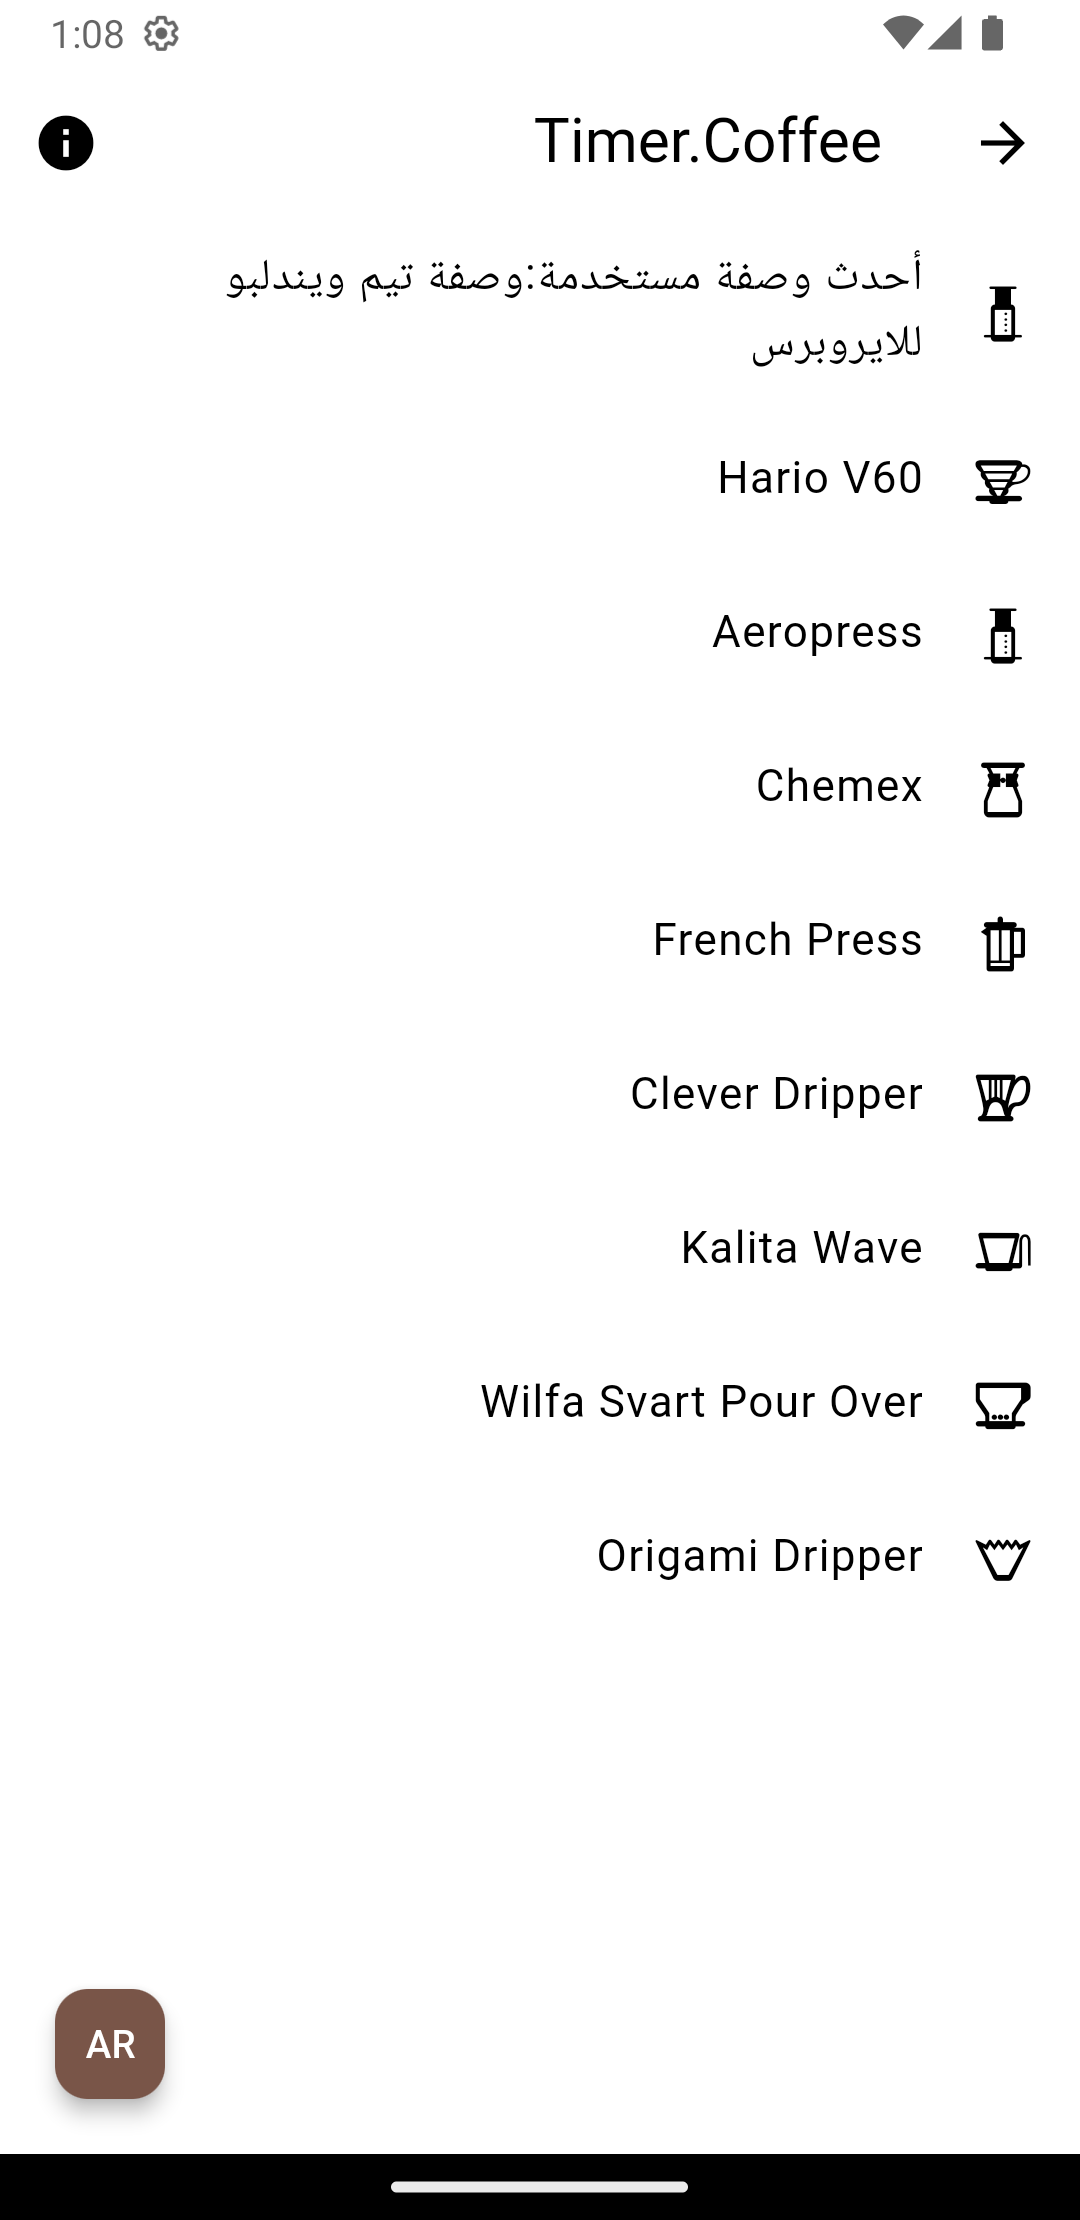 1:08
Timer.Coffee
أحدث وصفة مستخدمة:وصفة تيم ويندلبو
للايروبرس
Hario V60
Aeropress
Chemex
French Press
Clever Dripper
Kalita Wave
Wilfa Svart Pour Over
Origami Dripper
AR